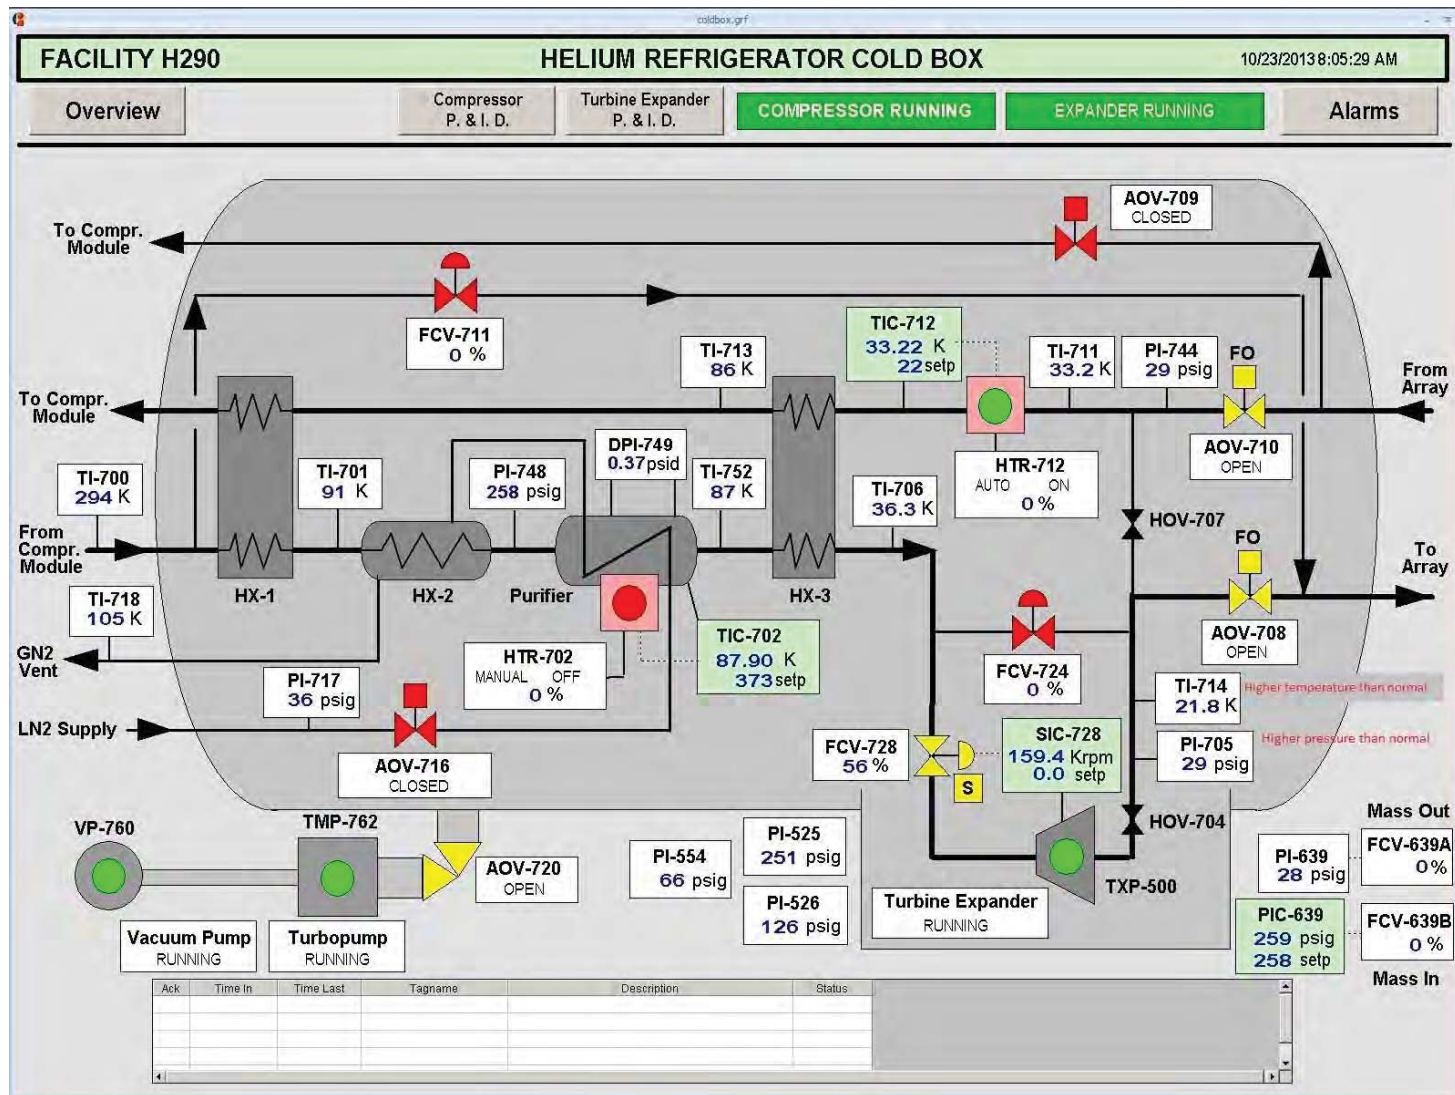 coldbox.grf
FACILITY H290
HELIUM REFRIGERATOR COLD BOX
10/23/2013 8:05:29 AM
Overview
Compressor
P. & I. D.
Turbine Expander
P. & I. D.
COMPRESSOR RUNNING
EXPANDER RUNNING
Alarms
AOV-709
CLOSED
To Compr.
Module
FCV-711
0 %
TIC-712
33.22 K
22 setp
TI-713
86 K
TI-711
33.2 K
PI-744
29 psig
FO
From
Array
To Compr.
Module
AOV-710
OPEN
DPI-749
0.37 psid
HTR-712
AUTO ON
0 %
TI-700
294 K
TI-701
91 K
PI-748
258 psig
TI-752
87 K
TI-706
36.3 K
HOV-707
From
Compr.
Module
FO
To
Array
HX-1
HX-2
Purifier
HX-3
TI-718
105 K
AOV-708
OPEN
TIC-702
87.90 K
373 setp
GN2
Vent
HTR-702
MANUAL OFF
0 %
FCV-724
0 %
PI-717
36 psig
TI-714
21.8 K
Higher temperature than normal
LN2 Supply
SIC-728
159.4 Krpm
0.0 setp
FCV-728
56 %
PI-705
29 psig
Higher pressure than normal
AOV-716
CLOSED
S
VP-760
TMP-762
HOV-704
Mass Out
PI-525
251 psig
PI-554
66 psig
AOV-720
OPEN
PI-639
28 psig
FCV-639A
0%
TXP-500
PI-526
126 psig
Turbine Expander
RUNNING
PIC-639
259 psig
258 setp
FCV-639B
0 %
Vacuum Pump
RUNNING
Turbopump
RUNNING
Mass In
Ack Time In Time Last Tagname Description Status